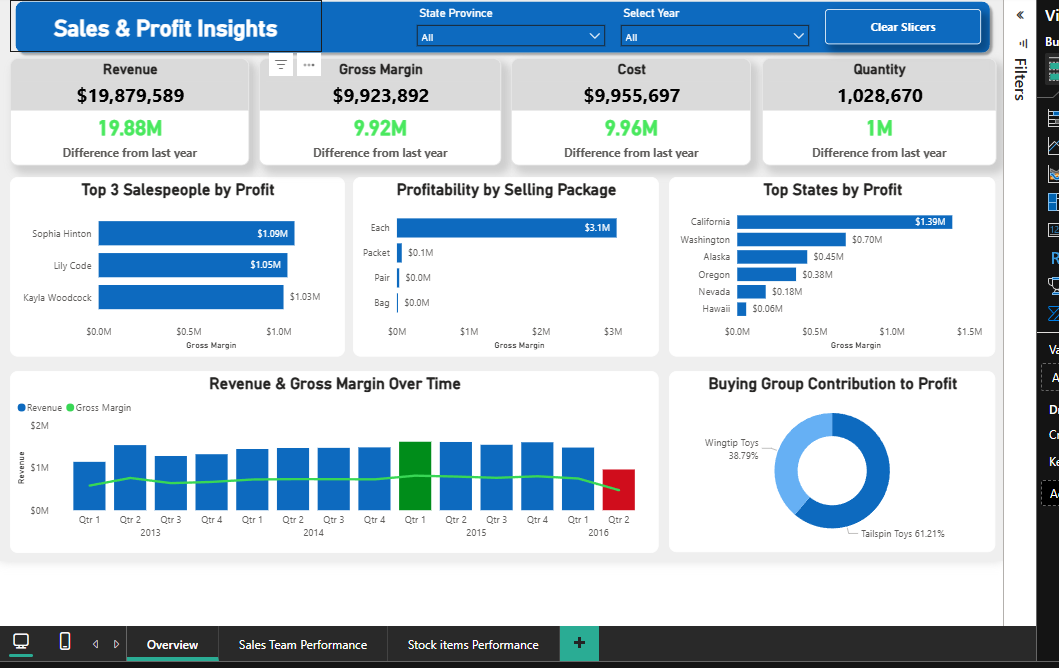 Sales & Profit Insights
State Province
All
Select Year
All
Clear Slicers
Filters
Revenue
$19,879,589
19.88M
Difference from last year
Gross Margin
$9,923,892
9.92M
Difference from last year
Cost
$9,955,697
9.96M
Difference from last year
Quantity
1,028,670
1M
Difference from last year
Top 3 Salespeople by Profit
Sophia Hinton
$1.09M
Lily Code
$1.05M
Kayla Woodcock
$1.03M
$0.0M $0.5M $1.0M
Gross Margin
Profitability by Selling Package
Each
$3.1M
Packet
$0.1M
Pair
$0.0M
Bag
$0.0M
$0M $1M $2M $3M
Gross Margin
Top States by Profit
California
$1.39M
Washington
$0.70M
Alaska
$0.45M
Oregon
$0.38M
Nevada
$0.18M
Hawaii
$0.06M
$0.0M $0.5M $1.0M $1.5M
Gross Margin
Revenue & Gross Margin Over Time
Revenue Gross Margin
$2M
$1M
$0M
Revenue
Qtr 1 Qtr 2 Qtr 3 Qtr 4 Qtr 1 Qtr 2 Qtr 3 Qtr 4 Qtr 1 Qtr 2 Qtr 3 Qtr 4 Qtr 1 Qtr 2
2013 2014 2015 2016
Buying Group Contribution to Profit
Wingtip Toys
38.79%
Tailspin Toys 61.21%
Overview
Sales Team Performance
Stock items Performance